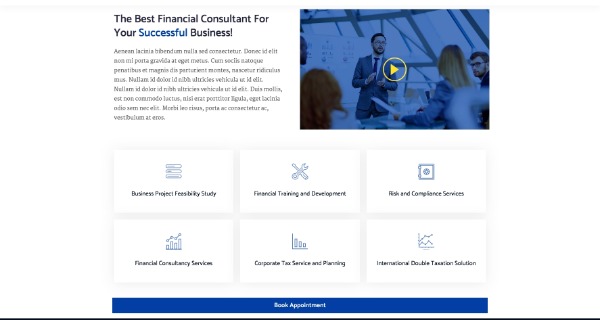 The Best Financial Consultant For
Your Successful Business!
Aenean lacinia bibendum nulla sed consectetur. Donec id elit
non mi porta gravida at eget metus. Cum sociis natoque
penatibus et magnis dis parturient montes, nascetur ridiculus
mus. Nullam id dolor id nibh ultricies vehicula ut id elit.
Nullam id dolor id nibh ultricies vehicula ut id elit. Duis mollis,
est non commodo luctus, nisi erat porttitor ligula, eget lacinia
odio sem nec elit. Morbi leo risus, porta ac consectetur ac,
vestibulum at eros.
Business Project Feasibility Study
Financial Training and Development
Risk and Compliance Services
Financial Consultancy Services
Corporate Tax Service and Planning
International Double Taxation Solution
Book Appointment